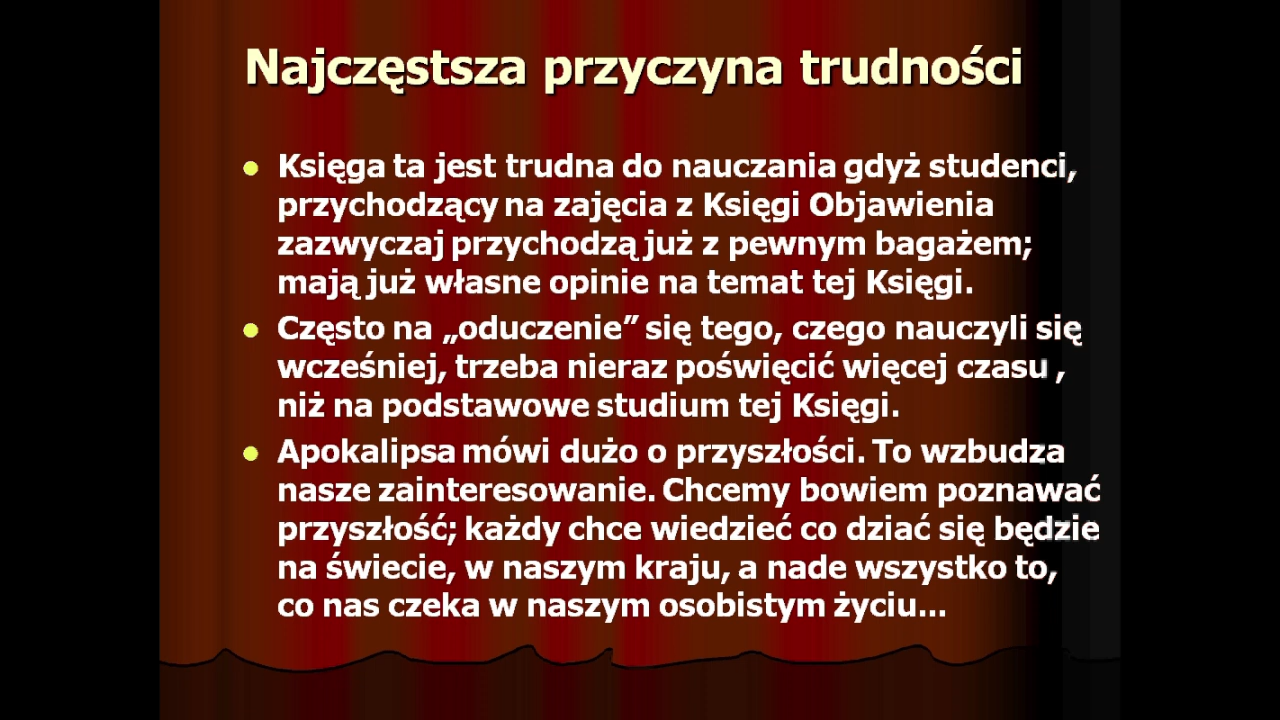 Najczęstsza przyczyna trudności
● Księga ta jest trudna do nauczania gdyż studenci,
przychodzący na zajęcia z Księgi Objawienia
zazwyczaj przychodzą już z pewnym bagażem;
mają już własne opinie na temat tej Księgi.
● Często na „oduczenie” się tego, czego nauczyli się
wcześniej, trzeba nieraz poświęcić więcej czasu ,
niż na podstawowe studium tej Księgi.
● Apokalipsa mówi dużo o przyszłości. To wzbudza
nasze zainteresowanie. Chcemy bowiem poznawać
przyszłość; każdy chce wiedzieć co dziać się będzie
na świecie, w naszym kraju, a nade wszystko to,
co nas czeka w naszym osobistym życiu...